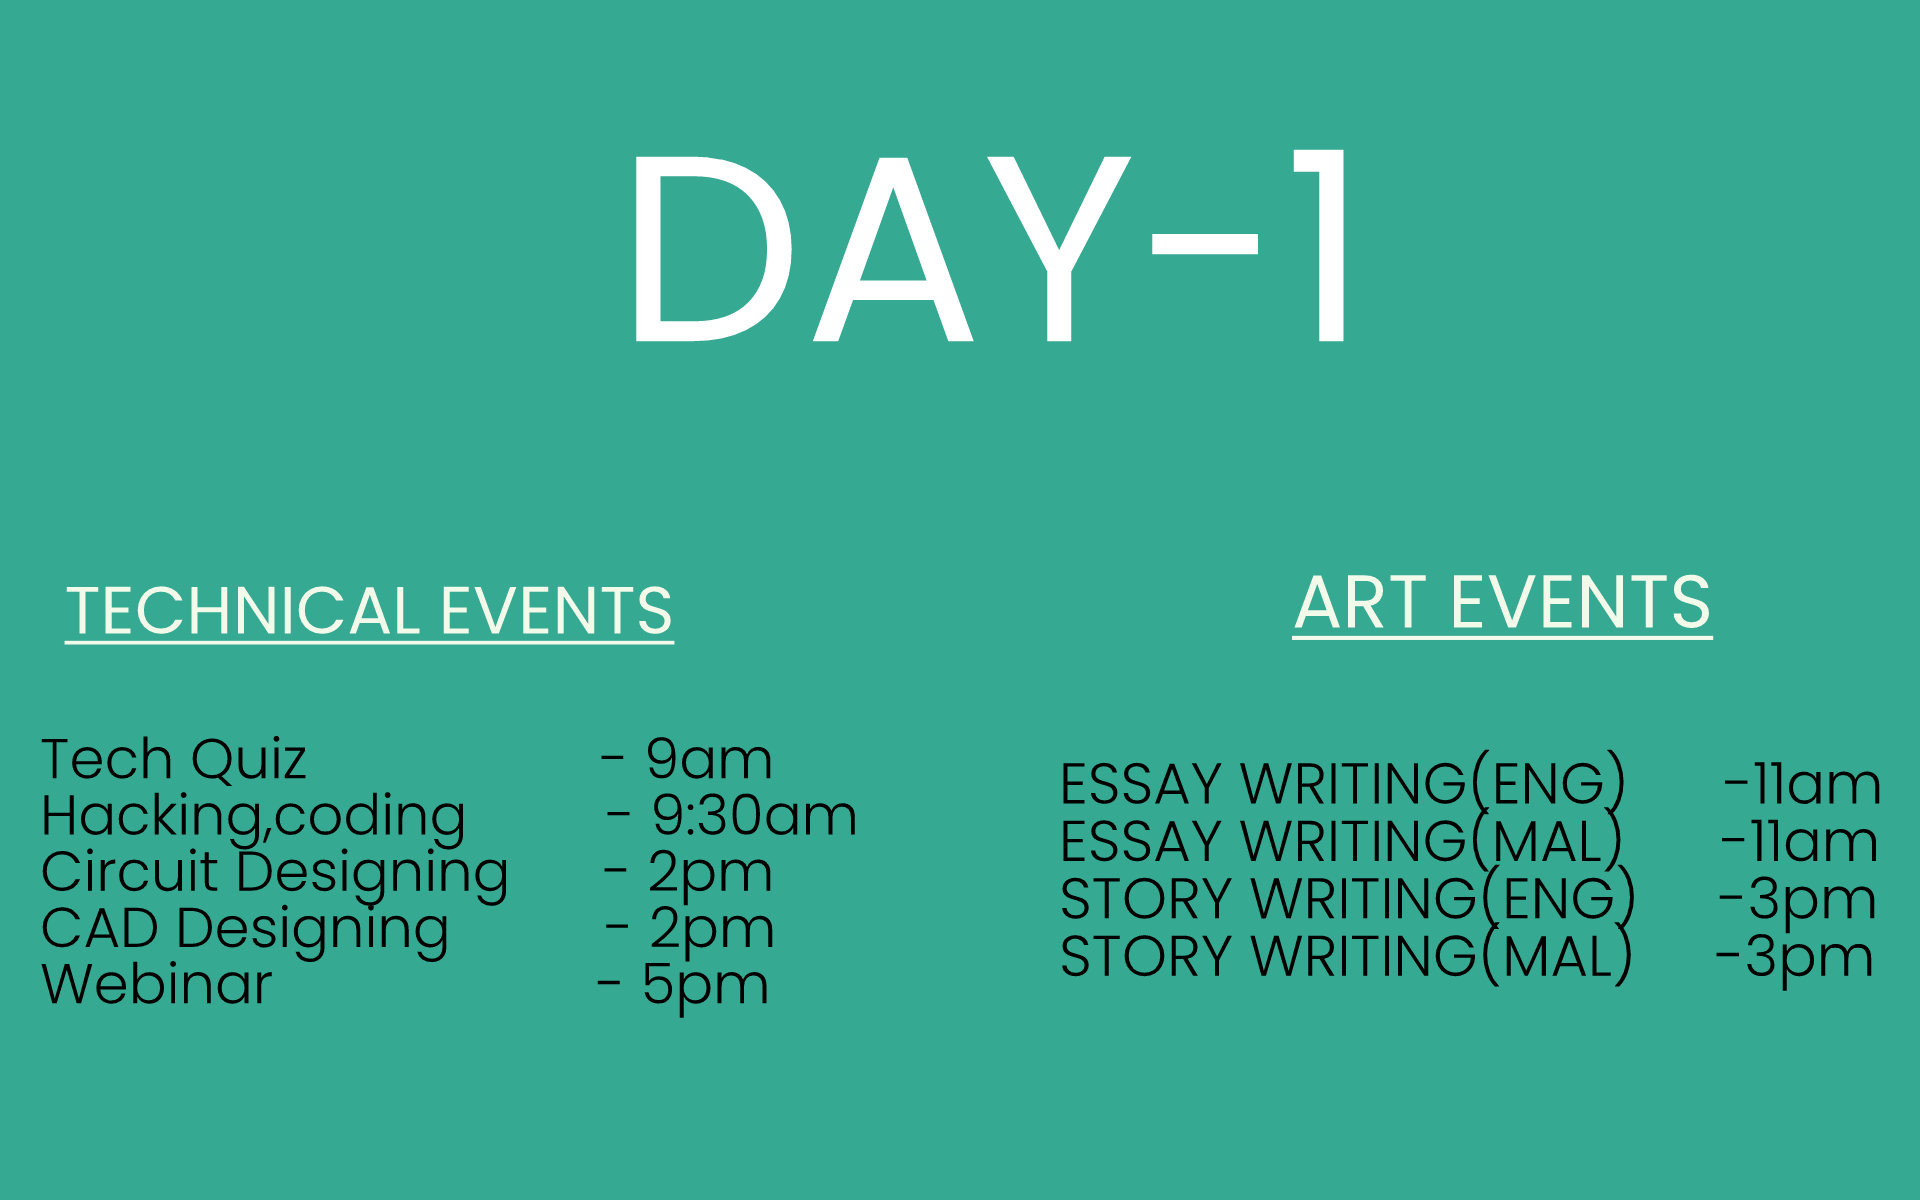 DAY-1
TECHNICAL EVENTS
Tech Quiz - 9am
Hacking,coding - 9:30am
Circuit Designing - 2pm
CAD Designing - 2pm
Webinar - 5pm
ART EVENTS
ESSAY WRITING(ENG) -11am
ESSAY WRITING(MAL) -11am
STORY WRITING(ENG) -3pm
STORY WRITING(MAL) -3pm